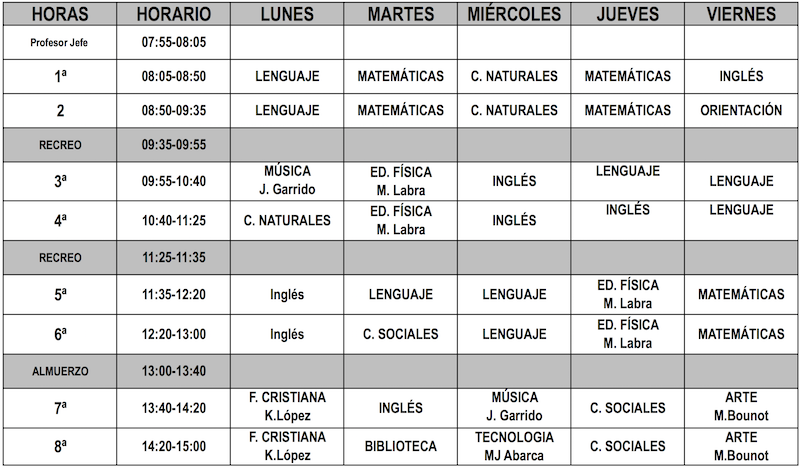 HORAS HORARIO LUNES MARTES MIÉRCOLES JUEVES VIERNES
Profesor Jefe 07:55-08:05
1ª 08:05-08:50 LENGUAJE MATEMÁTICAS C. NATURALES MATEMÁTICAS INGLÉS
2 08:50-09:35 LENGUAJE MATEMÁTICAS C. NATURALES MATEMÁTICAS ORIENTACIÓN
RECREO 09:35-09:55
3ª 09:55-10:40 MÚSICA J. Garrido ED. FÍSICA M. Labra INGLÉS LENGUAJE LENGUAJE
4ª 10:40-11:25 C. NATURALES ED. FÍSICA M. Labra INGLÉS INGLÉS LENGUAJE
RECREO 11:25-11:35
5ª 11:35-12:20 Inglés LENGUAJE LENGUAJE ED. FÍSICA M. Labra MATEMÁTICAS
6ª 12:20-13:00 Inglés C. SOCIALES LENGUAJE ED. FÍSICA M. Labra MATEMÁTICAS
ALMUERZO 13:00-13:40
7ª 13:40-14:20 F. CRISTIANA K.López INGLÉS MÚSICA J. Garrido C. SOCIALES ARTE M.Bounot
8ª 14:20-15:00 F. CRISTIANA K.López BIBLIOTECA TECNOLOGIA MJ Abarca C. SOCIALES ARTE M.Bounot